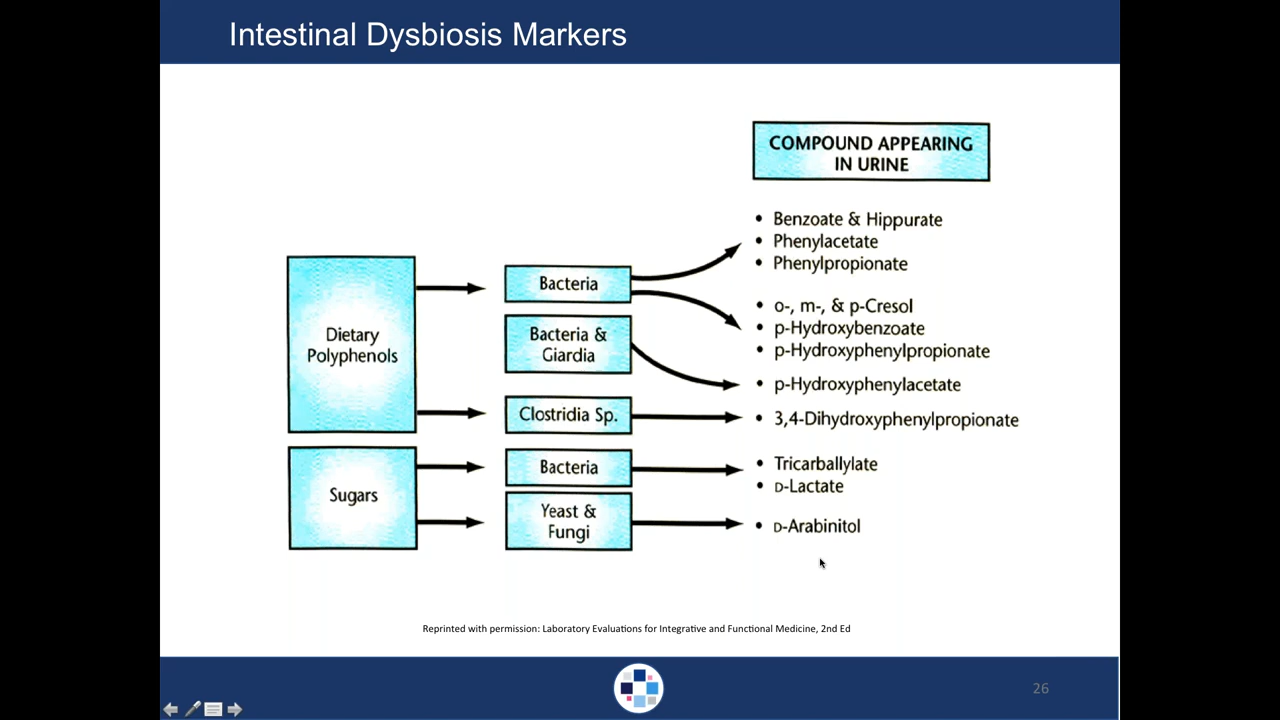 Intestinal Dysbiosis Markers
COMPOUND APPEARING
IN URINE
Dietary
Polyphenols
Bacteria
• Benzoate & Hippurate
• Phenylacetate
• Phenylpropionate
• o-, m-, & p-Cresol
• p-Hydroxybenzoate
• p-Hydroxyphenylpropionate
Bacteria &
Giardia
• p-Hydroxyphenylacetate
Clostridia Sp.
• 3,4-Dihydroxyphenylpropionate
Sugars
Bacteria
• Tricarballylate
• D-Lactate
Yeast &
Fungi
• D-Arabinitol
Reprinted with permission: Laboratory Evaluations for Integrative and Functional Medicine, 2nd Ed
26